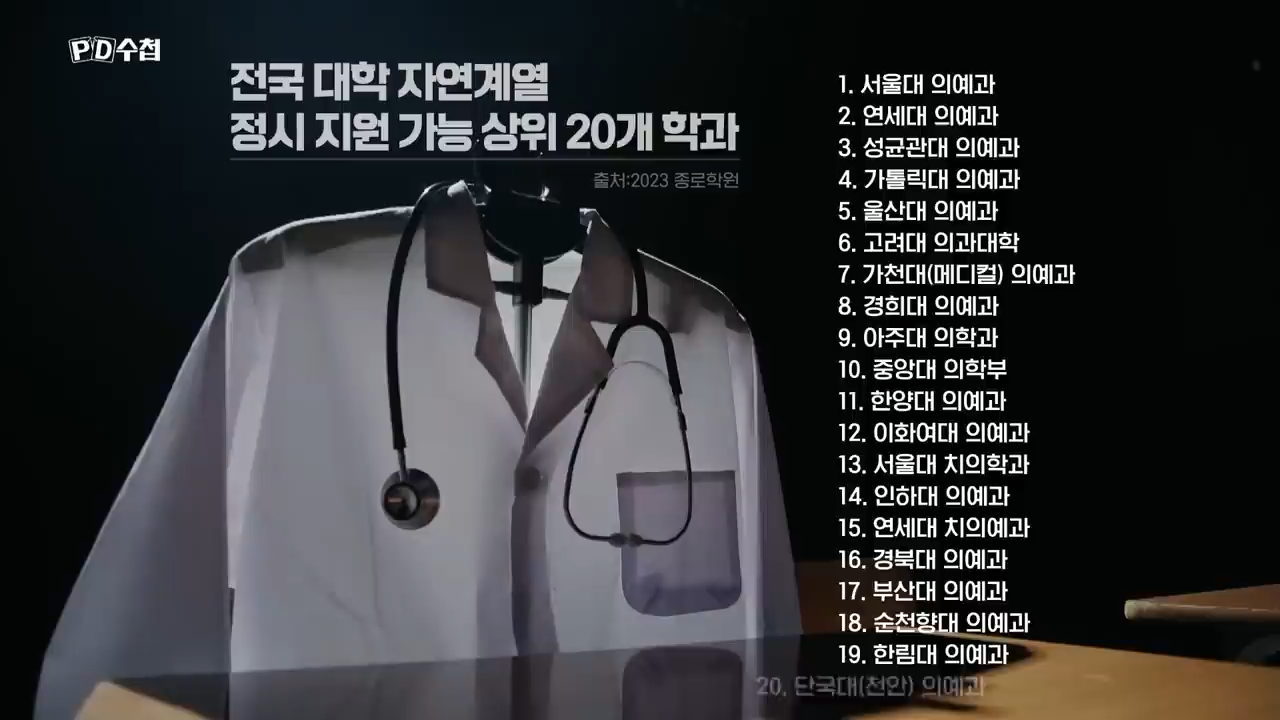 PD수첩
전국 대학 자연계열
정시 지원 가능 상위 20개 학과
출처:2023 종로학원
1. 서울대 의예과
2. 연세대 의예과
3. 성균관대 의예과
4. 가톨릭대 의예과
5. 울산대 의예과
6. 고려대 의과대학
7. 가천대(메디컬) 의예과
8. 경희대 의예과
9. 아주대 의학과
10. 중앙대 의학부
11. 한양대 의예과
12. 이화여대 의예과
13. 서울대 치의학과
14. 인하대 의예과
15. 연세대 치의예과
16. 경북대 의예과
17. 부산대 의예과
18. 순천향대 의예과
19. 한림대 의예과
20. 단국대(천안) 의예과